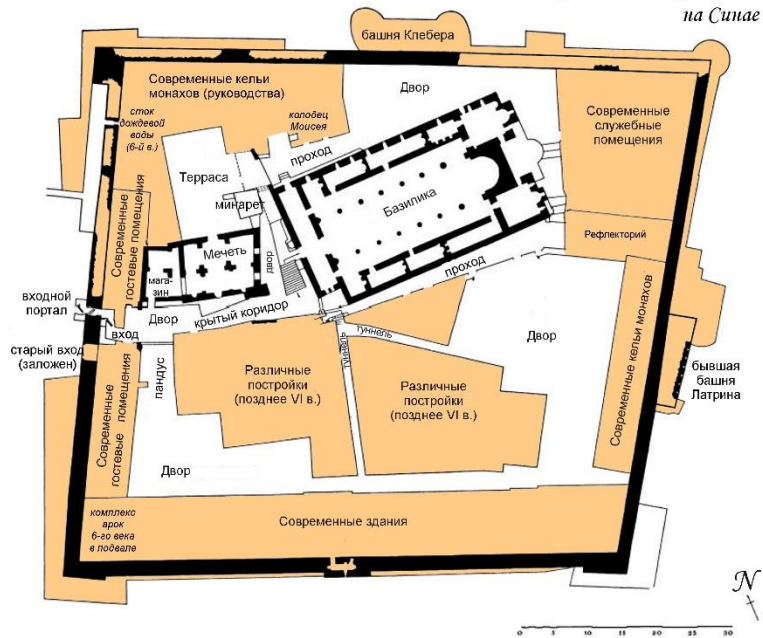 на Синае
башня Клебера
Современные кельи
монахов (руководства)
Двор
сток
дождевой
воды
(6-й в.)
колодец
Моисея
Современные
служебные
помещения
проход
Терраса
минарет
Базилика
Современные
гостевые помещения
Мечеть
мага-
зин
двор
Рефлекторий
проход
входной
портал
Двор
крытый коридор
вход
туннель
туннель
Двор
Современные кельи монахов
старый вход
(заложен)
пандус
Различные
постройки
(позднее VI в.)
Различные
постройки
(позднее VI в.)
бывшая
башня
Латрина
Современные
гостевые помещения
Двор
комплекс
арок
6-го века
в подвале
Современные здания
N
0 5 10 15 20 25 30